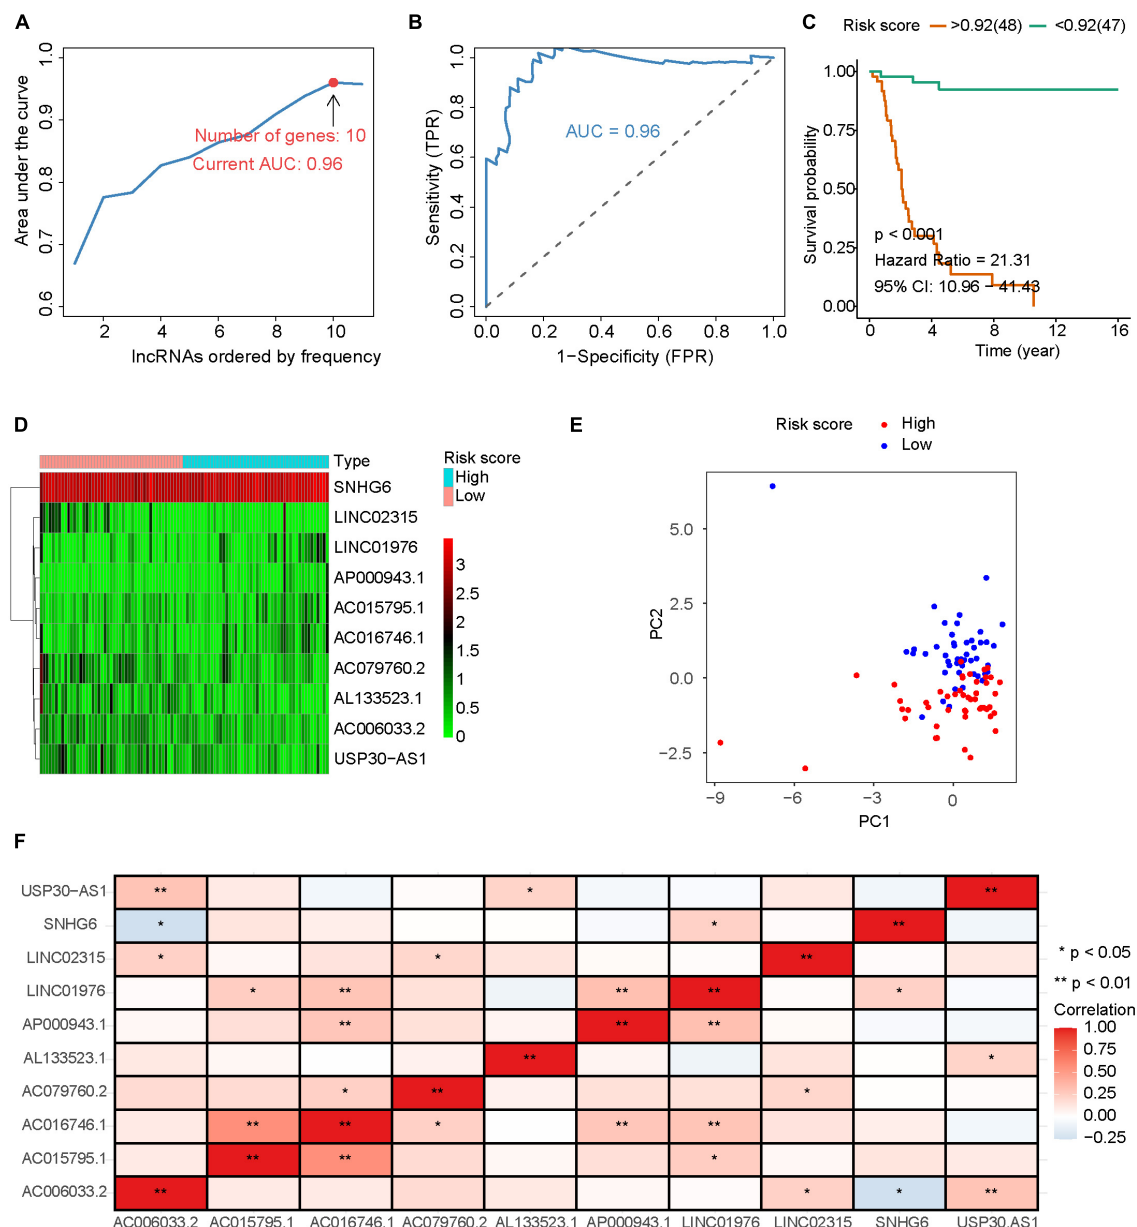 A
Area under the curve
1.0
0.9
0.8
0.7
0.6
Number of genes: 10
Current AUC: 0.96
2 4 6 8 10
lncRNAs ordered by frequency
B
Sensitivity (TPR)
1.0
0.8
0.6
0.4
0.2
0.0
AUC = 0.96
0.0 0.2 0.4 0.6 0.8 1.0
1−Specificity (FPR)
C
Risk score >0.92(48) <0.92(47)
Survival probability
1.00
0.75
0.50
0.25
0.00
p < 0.001
Hazard Ratio = 21.31
95% CI: 10.96 − 41.43
0 4 8 12 16
Time (year)
D
Type
SNHG6
LINC02315
LINC01976
AP000943.1
AC015795.1
AC016746.1
AC079760.2
AL133523.1
AC006033.2
USP30−AS1
Risk score
High
Low
3
2.5
2
1.5
1
0.5
0
E
Risk score
High
Low
PC2
5.0
2.5
0.0
−2.5
−9 −6 −3 0
PC1
F
USP30−AS1 ** * **
SNHG6 * * **
LINC02315 * * **
LINC01976 * ** ** ** *
AP000943.1 ** ** **
AL133523.1 ** *
AC079760.2 * ** *
AC016746.1 ** ** * ** **
AC015795.1 ** ** *
AC006033.2 ** * * **
AC006033.2 AC015795.1 AC016746.1 AC079760.2 AL133523.1 AP000943.1 LINC01976 LINC02315 SNHG6 USP30.AS1
* p < 0.05
** p < 0.01
Correlation
1.00
0.75
0.50
0.25
0.00
−0.25